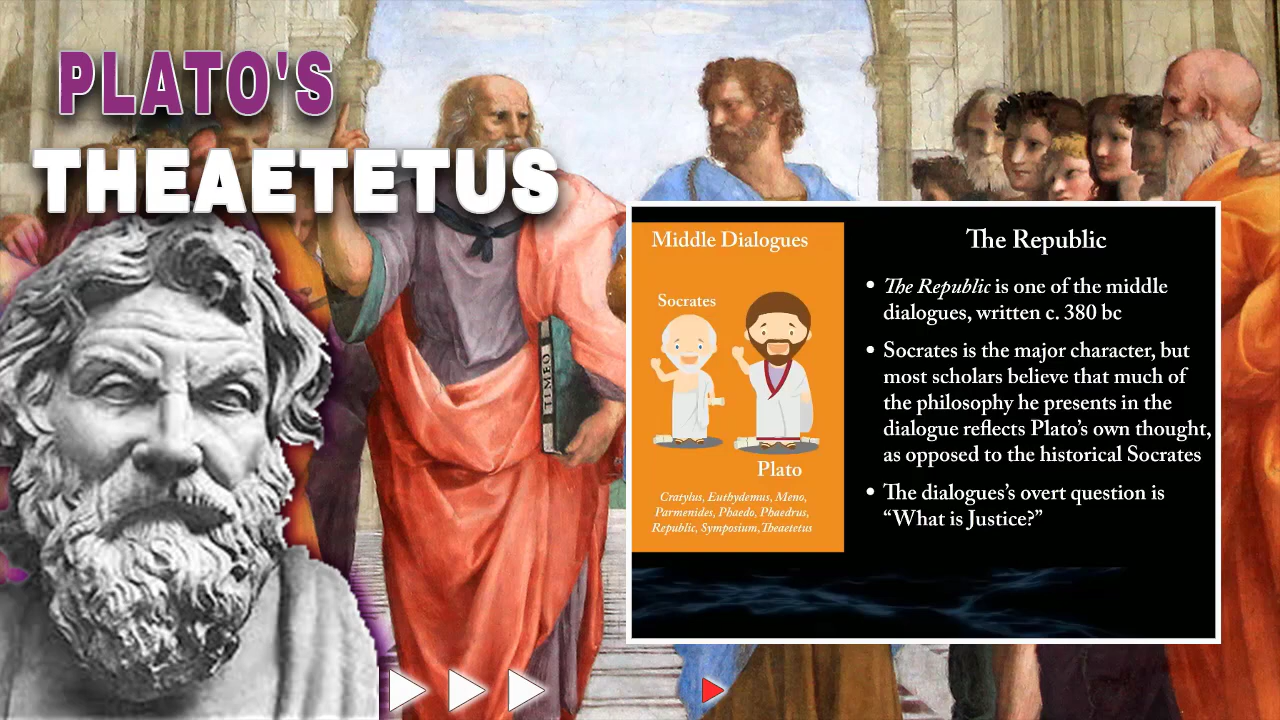 PLATO'S
THEAETETUS
TIMEO
Middle Dialogues
Socrates
Plato
Cratylus, Euthydemus, Meno,
Parmenides, Phaedo, Phaedrus,
Republic, Symposium, Theaetetus
The Republic
• The Republic is one of the middle
dialogues, written c. 380 bc
• Socrates is the major character, but
most scholars believe that much of
the philosophy he presents in the
dialogue reflects Plato's own thought,
as opposed to the historical Socrates
• The dialogues's overt question is
“What is Justice?”